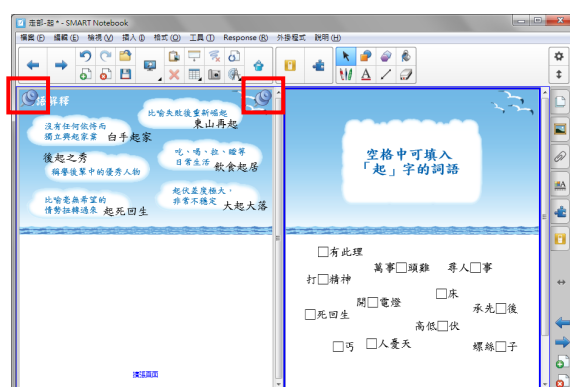 走部-起 * - SMART Notebook
檔案(F) 編輯(E) 檢視(V) 插入(I) 格式(O) 工具(T) Response(R) 外掛程式 說明(H)
語解釋
比喻失敗後重新崛起
東山再起
沒有任何依恃而
獨立興起家業 白手起家
吃、喝、拉、睡等
日常生活 飲食起居
後起之秀
稱譽後輩中的優秀人物
起伏差度極大,
非常不穩定 大起大落
比喻毫無希望的
情勢扭轉過來 起死回生
擴張頁面
空格中可填入
「起」字的詞語
□有此理
萬事□頭難 尋人□事
打□精神
開□電燈 □床
□死回生 承先□後
高低□伏
□丐 □人憂天 螺絲□子